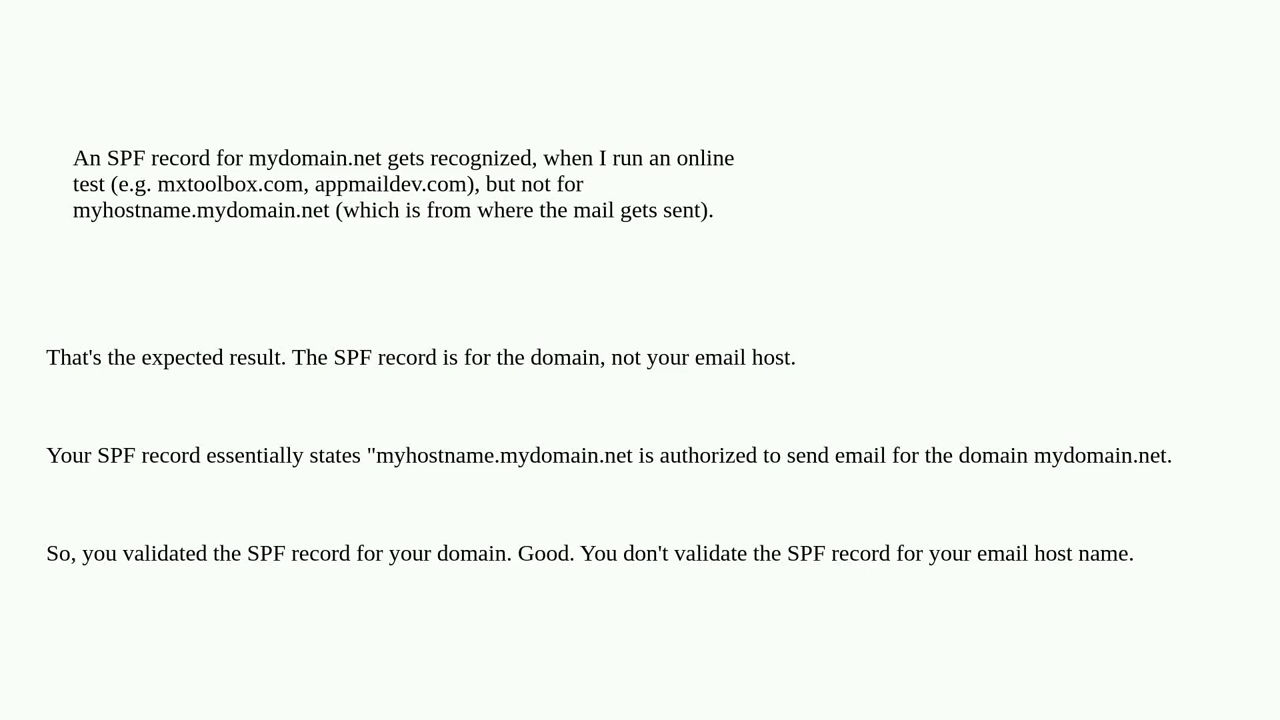 An SPF record for mydomain.net gets recognized, when I run an online
test (e.g. mxtoolbox.com, appmaildev.com), but not for
myhostname.mydomain.net (which is from where the mail gets sent).
That's the expected result. The SPF record is for the domain, not your email host.
Your SPF record essentially states "myhostname.mydomain.net is authorized to send email for the domain mydomain.net.
So, you validated the SPF record for your domain. Good. You don't validate the SPF record for your email host name.